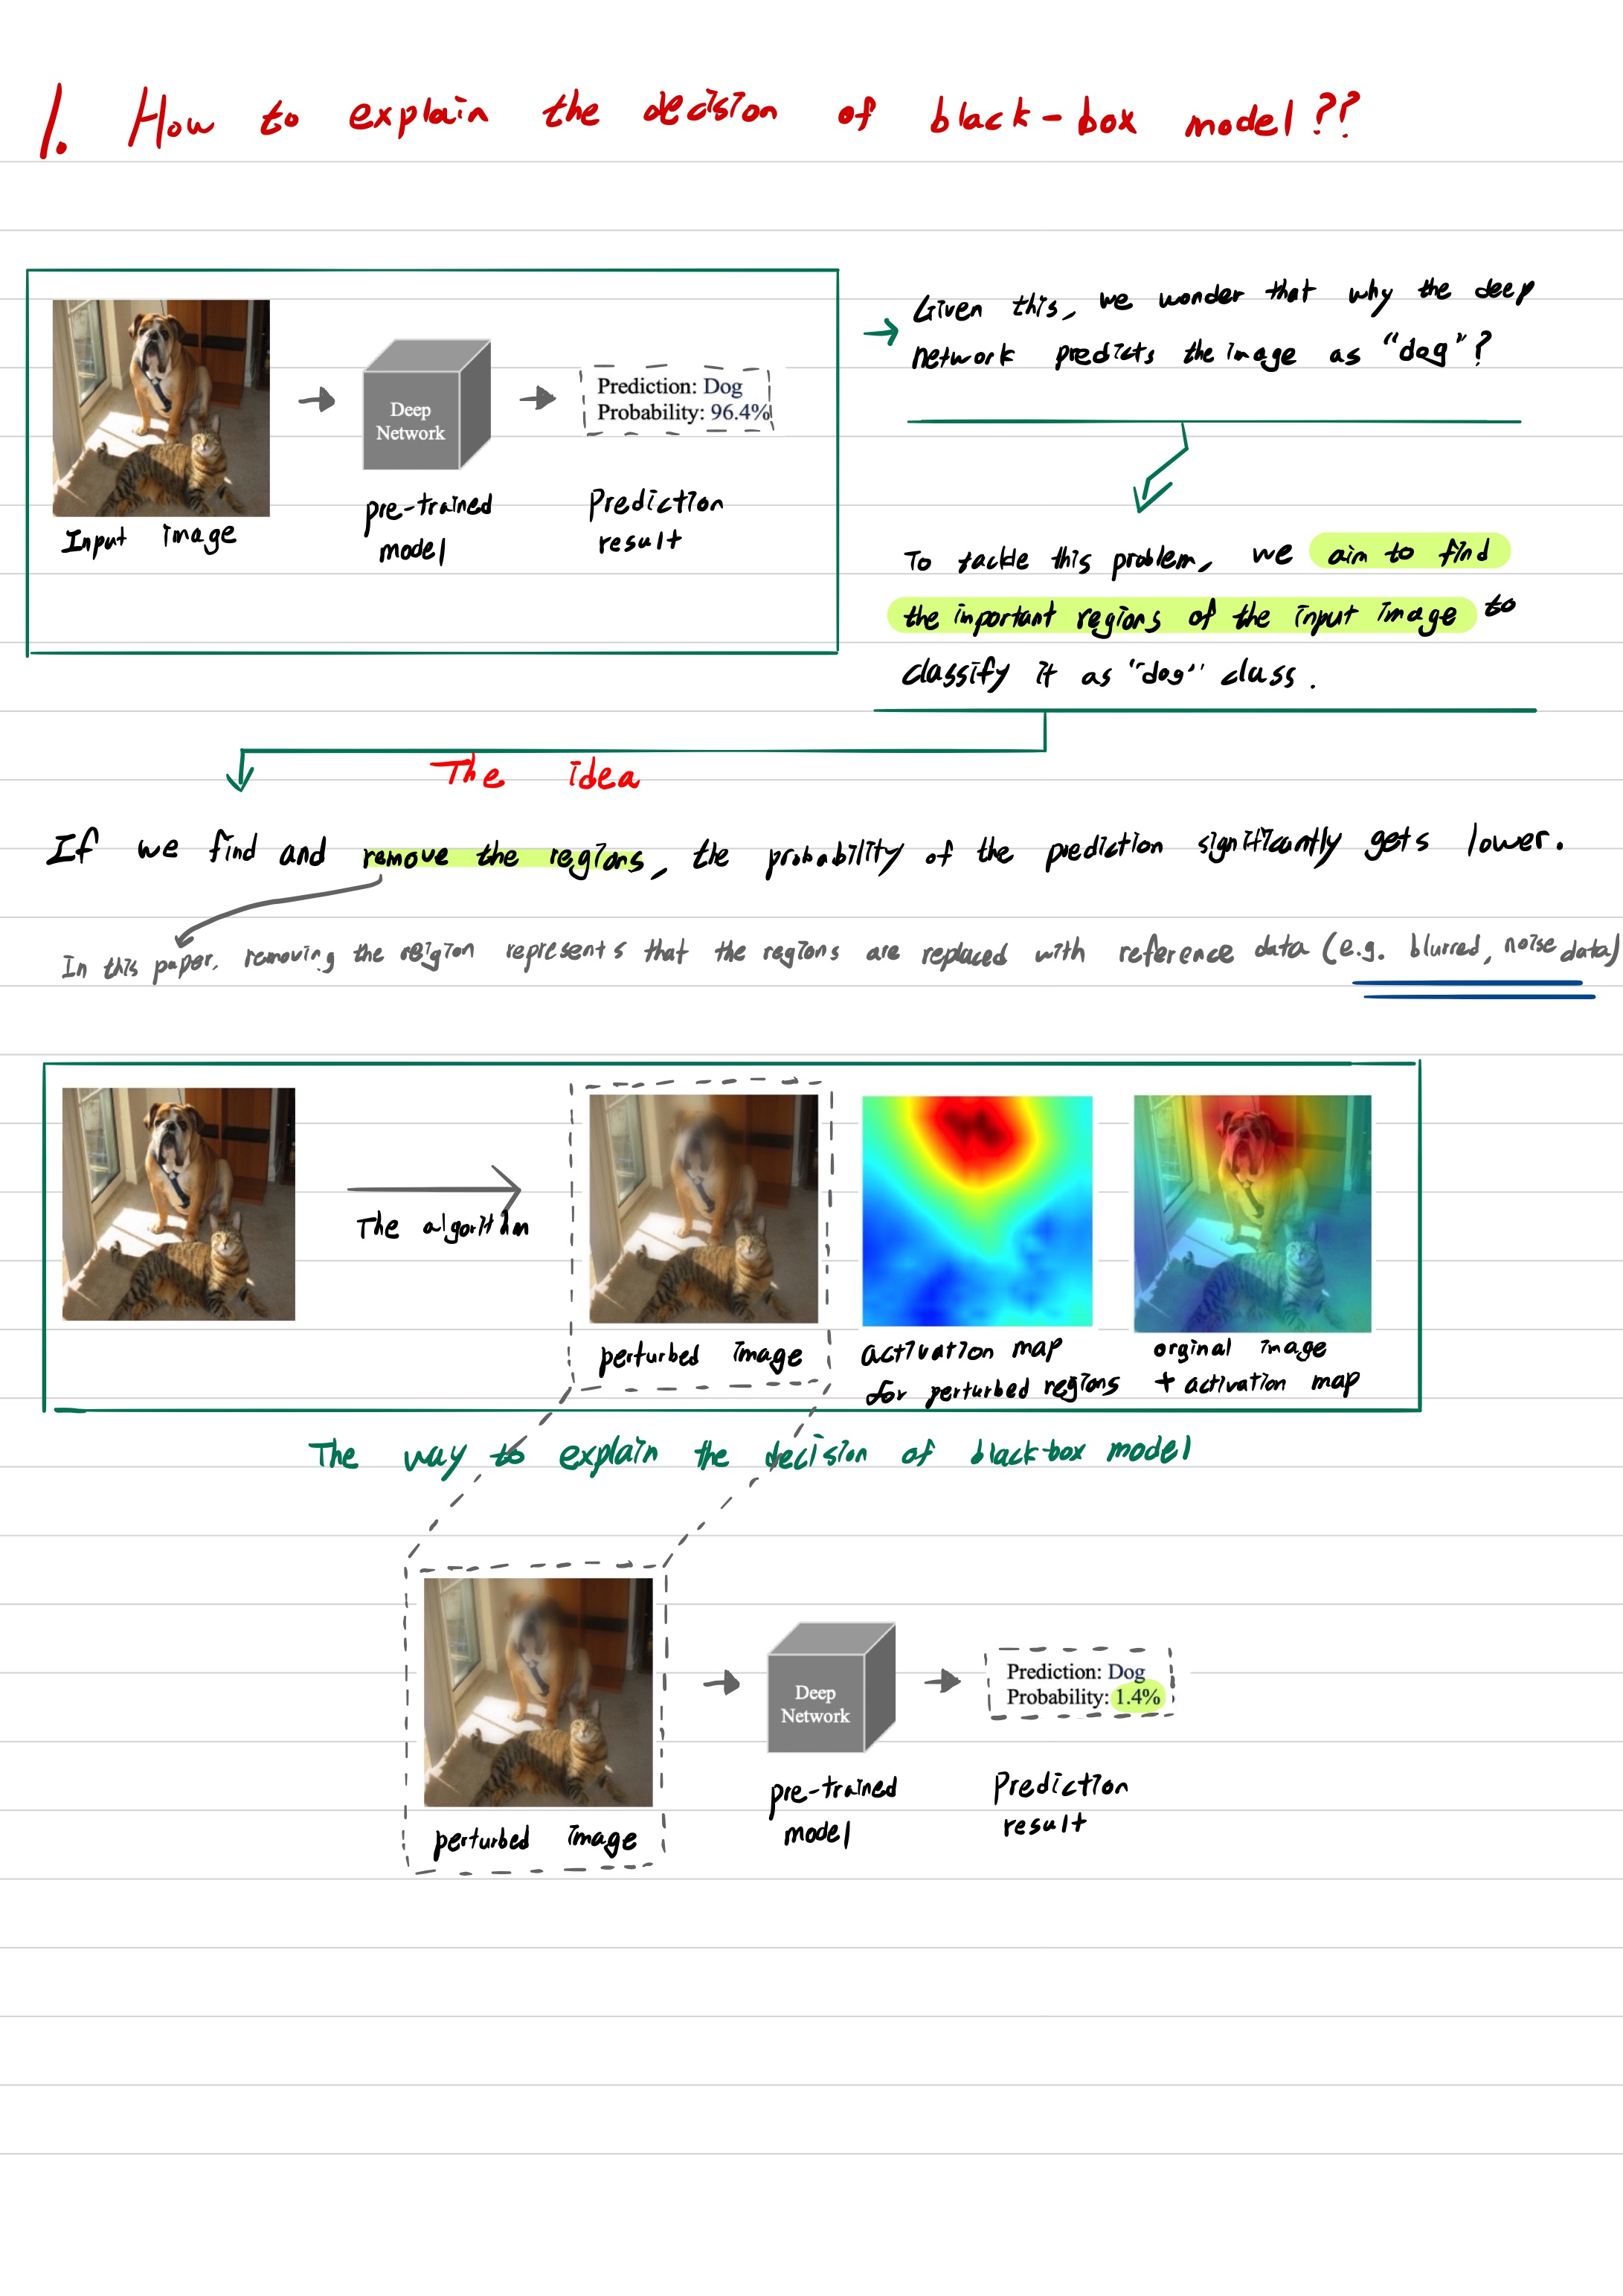 1. How to explain the decision of black-box model??
Given this, we wonder that why the deep
network predicts the image as "dog"?
Deep
Network
Prediction: Dog
Probability: 96.4%
Input image
pre-trained
model
Prediction
result
To tackle this problem, we aim to find
the important regions of the input image to
classify it as "dog" class.
The idea
If we find and remove the regions, the probability of the prediction significantly gets lower.
In this paper, removing the reigion represents that the regions are replaced with reference data (e.g. blurred, noise data)
The algorithm
perturbed image
activation map
for perturbed regions
orginal image
+ activation map
The way to explain the decision of black-box model
Deep
Network
Prediction: Dog
Probability: 1.4%
perturbed image
pre-trained
model
Prediction
result